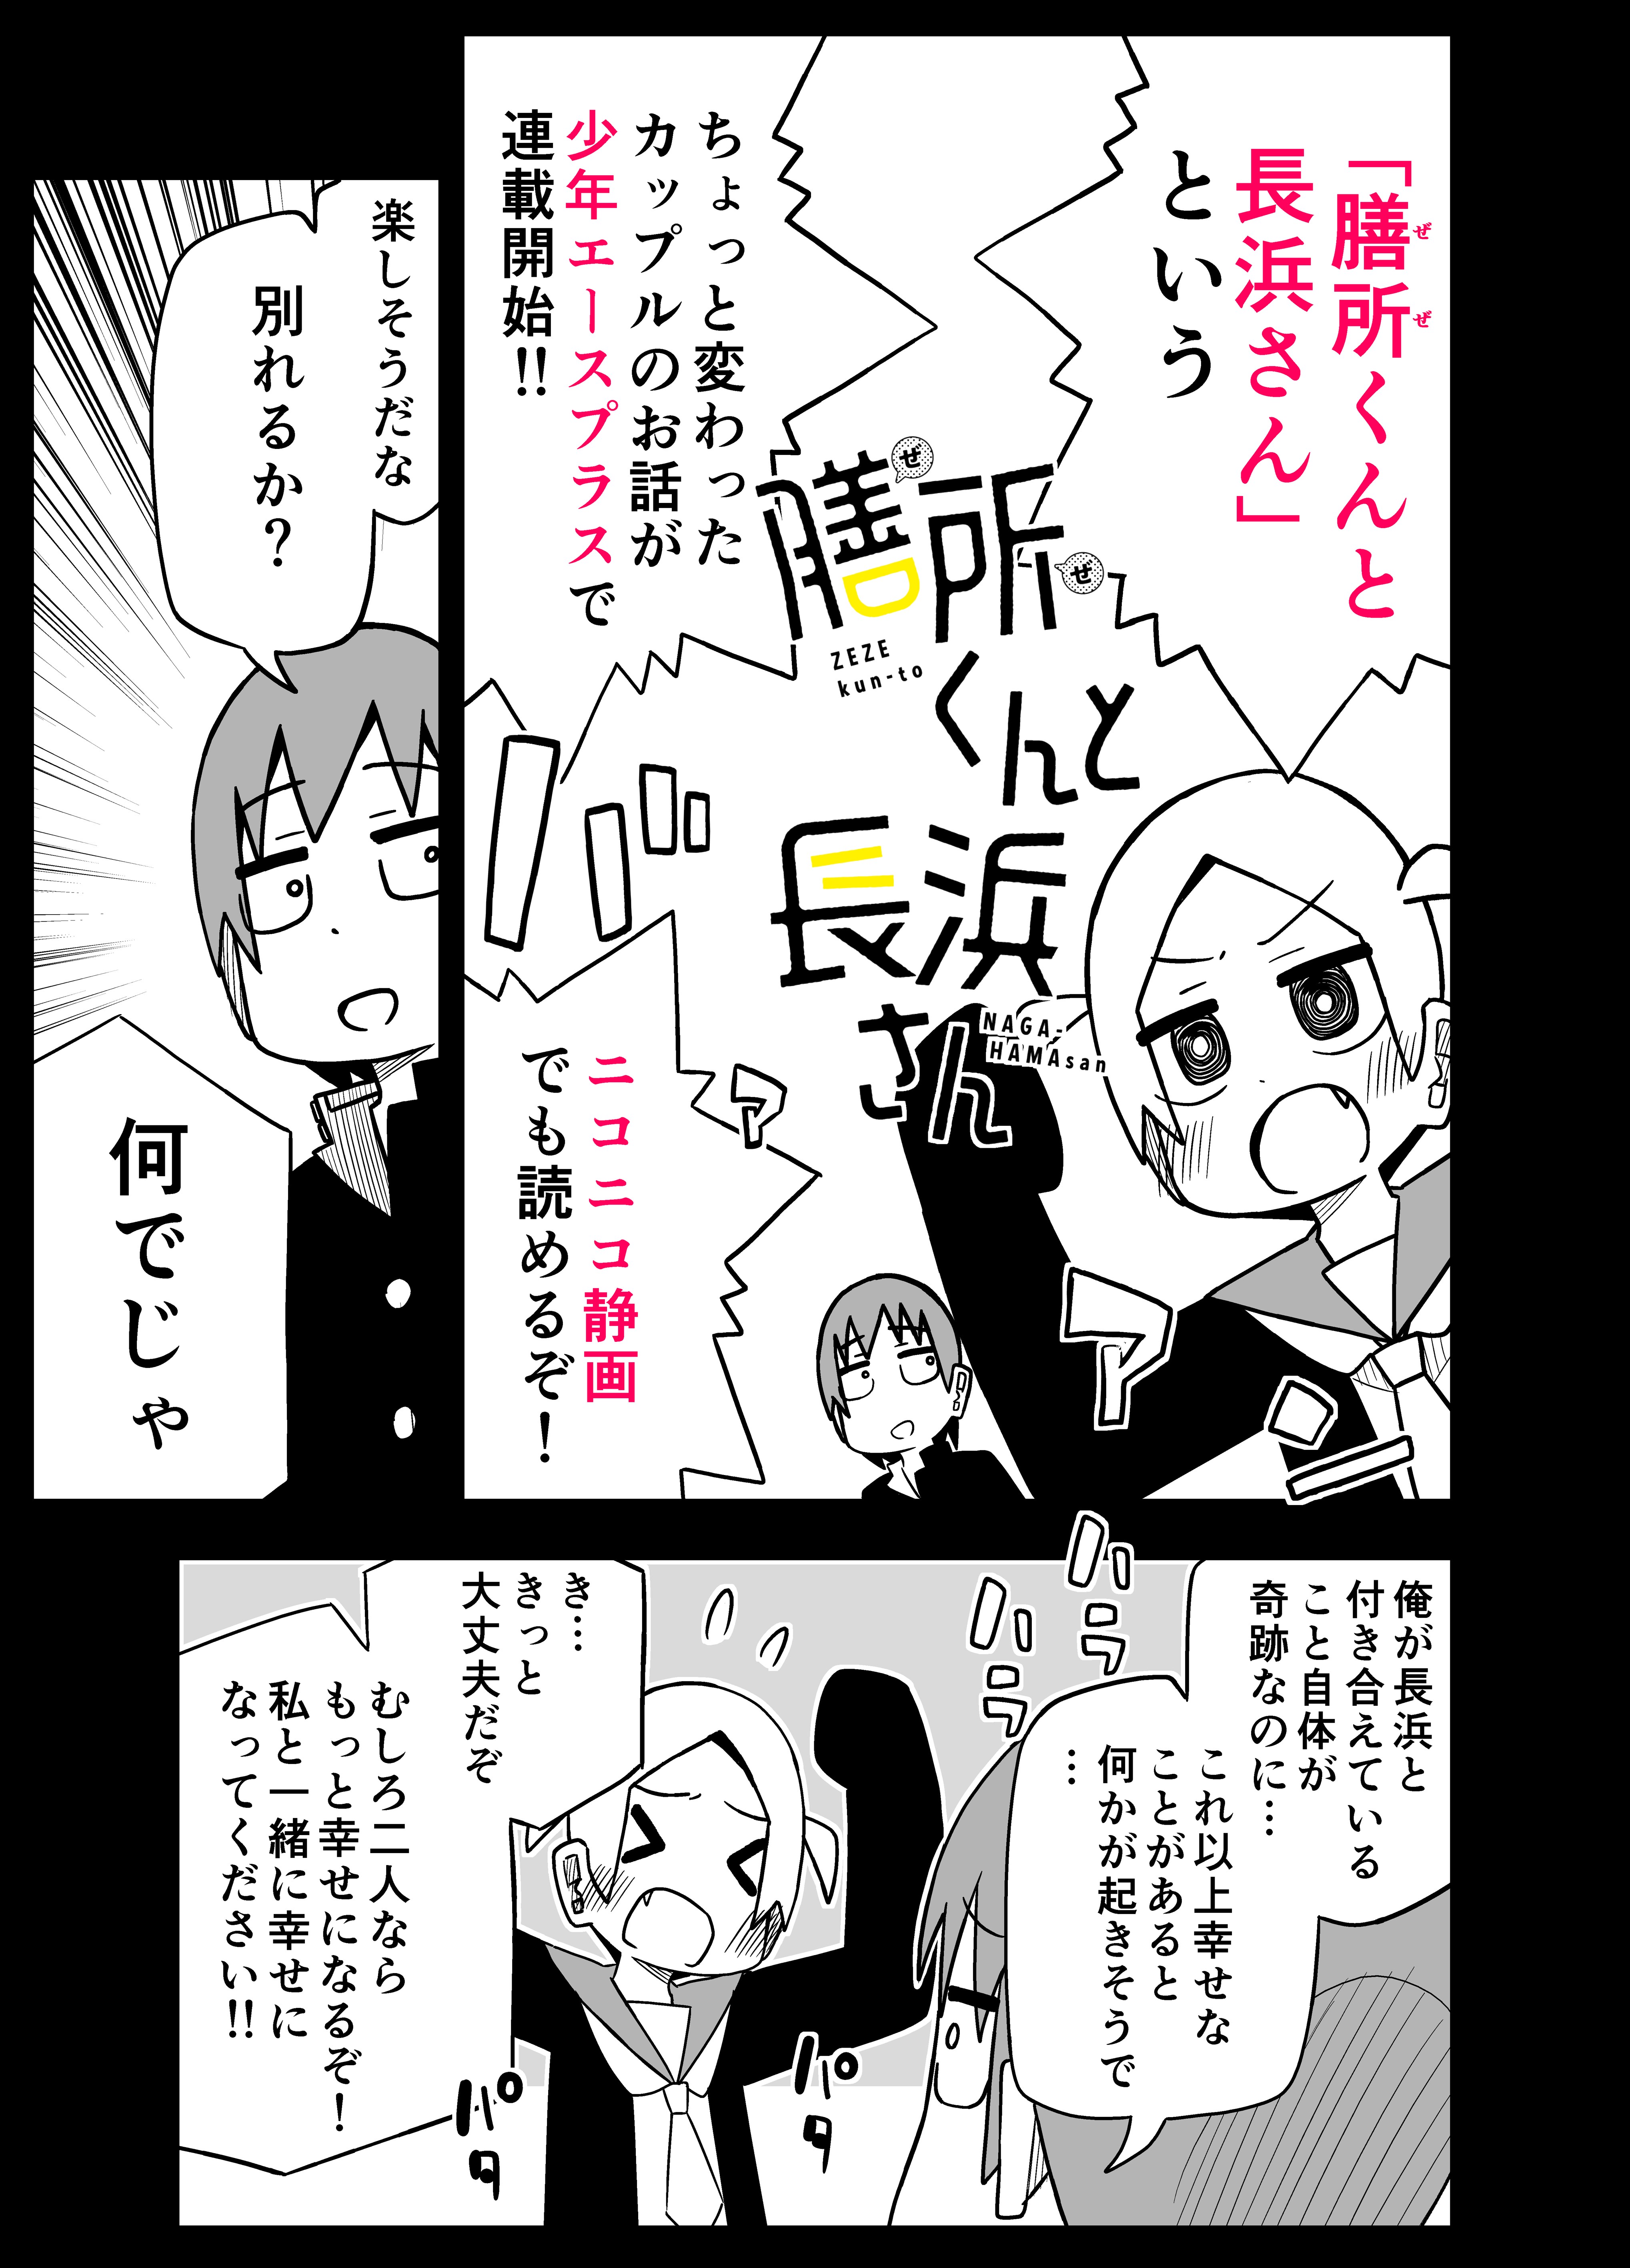 「膳所くんと
長浜さん」
という
ぜ
ぜ
膳所
ぜ
ぜ
ZEZE
kun-to
くんと
長浜
さん
NAGA-
HAMAsan
ちょっと変わった
カップルのお話が
少年エースプラスで
連載開始!!
バァァーン
ニコニコ静画
でも読めるぞ!
楽しそうだな
別れるか?
何でじゃ
俺が長浜と
付き合えている
こと自体が
奇跡なのに…
これ以上幸せな
ことがあると
何かが起きそうで
…
ハラ
ハラ
き…
きっと
大丈夫だぞ
むしろ二人なら
もっと幸せになるぞ!
私と一緒に幸せに
なってください!!
パタ
パタ